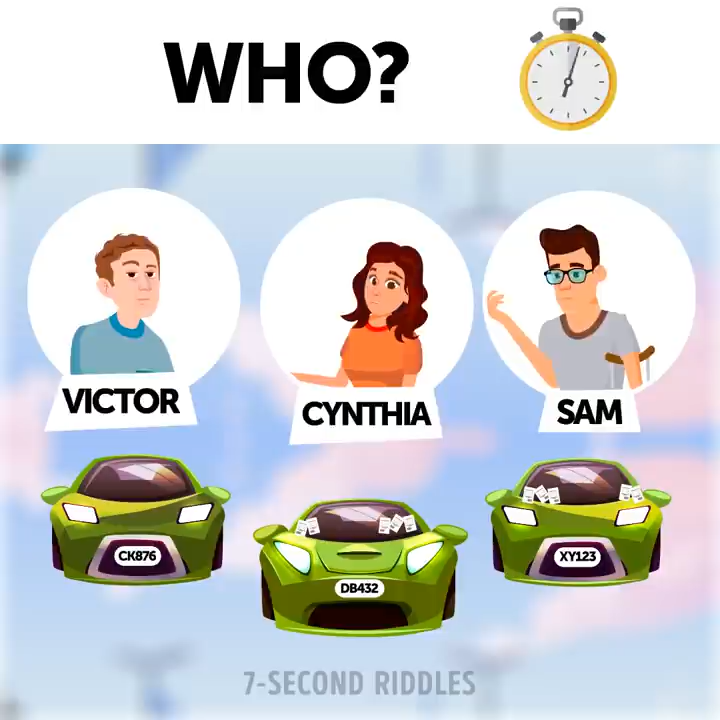 WHO?
VICTOR
CYNTHIA
SAM
CK876
DB432
XY123
7-SECOND RIDDLES